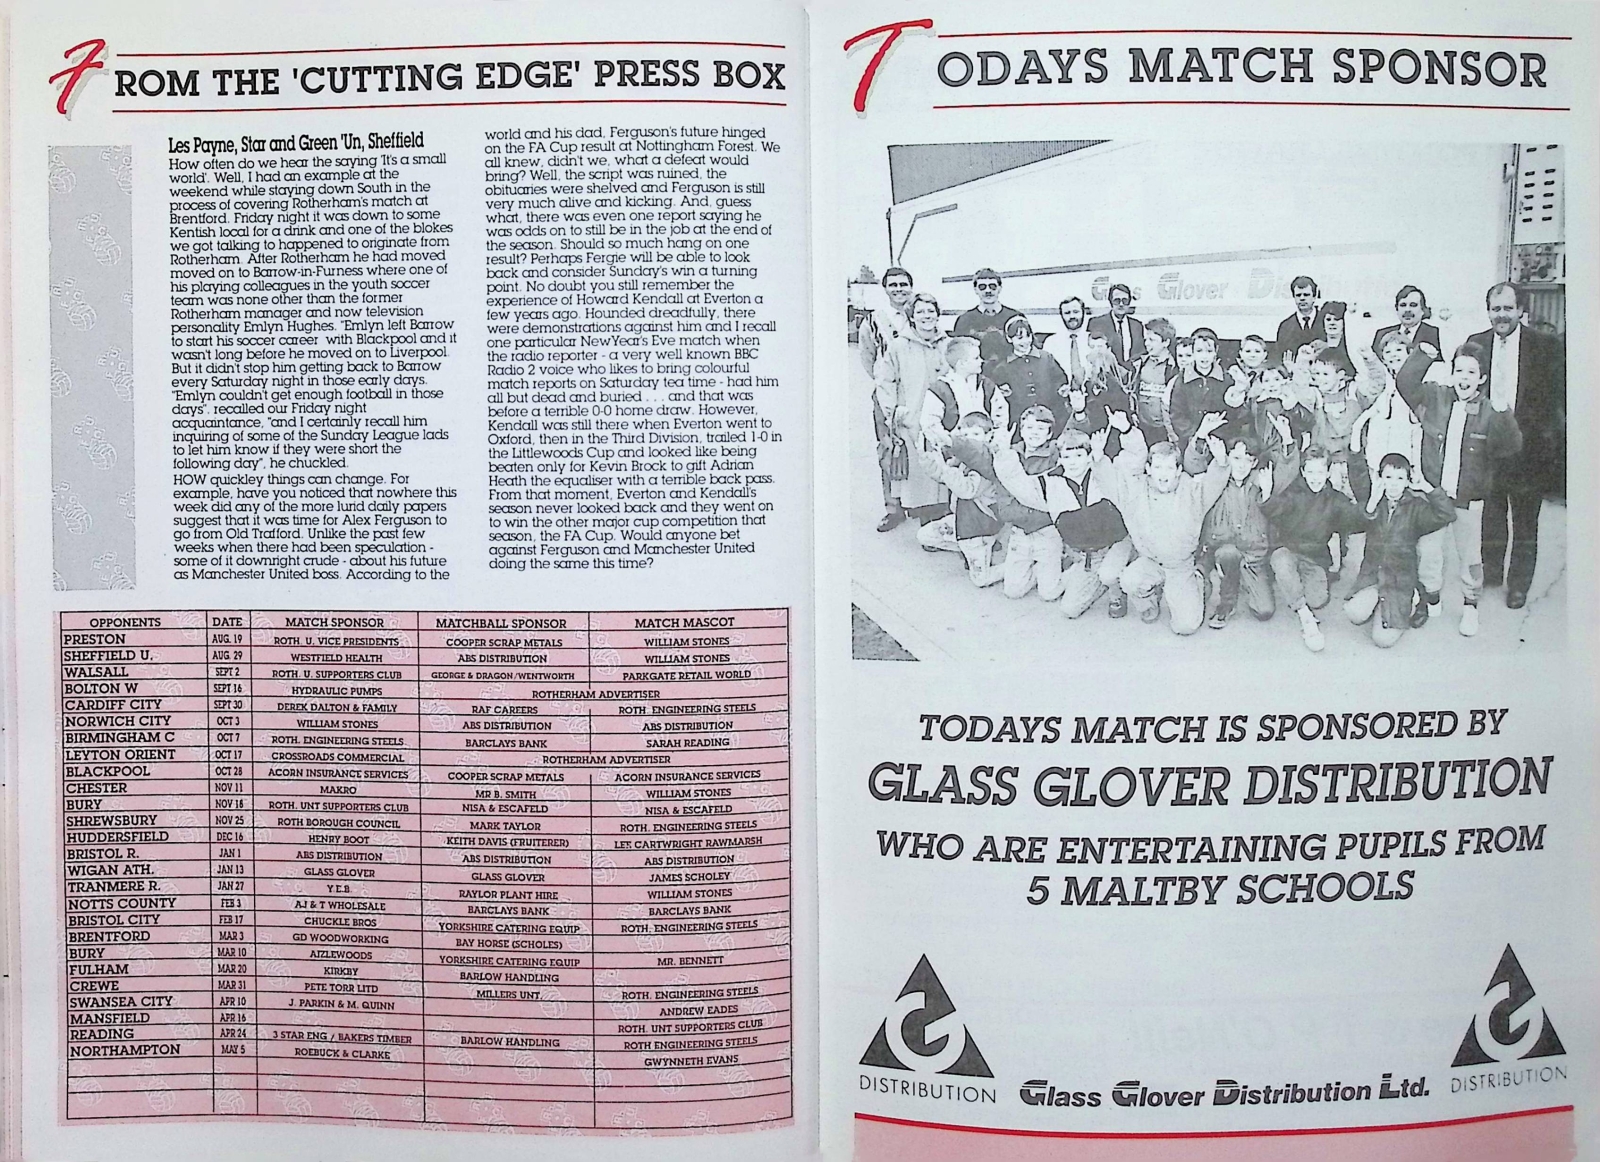 FROM THE 'CUTTING EDGE' PRESS BOX
Les Payne, Star and Green 'Un, Sheffield
How often do we hear the saying 'It's a small
world'. Well, I had an example at the
weekend while staying down South in the
process of covering Rotherham's match at
Brentford. Friday night it was down to some
Kentish local for a drink and one of the blokes
we got talking to happened to originate from
Rotherham. After Rotherham he had moved
moved on to Barrow-in-Furness where one of
his playing colleagues in the youth soccer
team was none other than the former
Rotherham manager and now television
personality Emlyn Hughes. "Emlyn left Barrow
to start his soccer career with Blackpool and it
wasn't long before he moved on to Liverpool.
But it didn't stop him getting back to Barrow
every Saturday night in those early days.
"Emlyn couldn't get enough football in those
days". recalled our Friday night
acquaintance, "and I certainly recall him
inquiring of some of the Sunday League lads
to let him know if they were short the
following day", he chuckled.
HOW quickley things can change. For
example, have you noticed that nowhere this
week did any of the more lurid daily papers
suggest that it was time for Alex Ferguson to
go from Old Trafford. Unlike the past few
weeks when there had been speculation -
some of it downright crude - about his future
as Manchester United boss. According to the
world and his dad, Ferguson's future hinged
on the FA Cup result at Nottingham Forest. We
all knew, didn't we, what a defeat would
bring? Well, the script was ruined, the
obituaries were shelved and Ferguson is still
very much alive and kicking. And, guess
what, there was even one report saying he
was odds on to still be in the job at the end of
the season. Should so much hang on one
result? Perhaps Fergie will be able to look
back and consider Sunday's win a turning
point. No doubt you still remember the
experience of Howard Kendall at Everton a
few years ago. Hounded dreadfully, there
were demonstrations against him and I recall
one particular NewYear's Eve match when
the radio reporter - a very well known BBC
Radio 2 voice who likes to bring colourful
match reports on Saturday tea time - had him
all but dead and buried . . . and that was
before a terrible 0-0 home draw. However,
Kendall was still there when Everton went to
Oxford, then in the Third Division, trailed 1-0 in
the Littlewoods Cup and looked like being
beaten only for Kevin Brock to gift Adrian
Heath the equaliser with a terrible back pass.
From that moment, Everton and Kendall's
season never looked back and they went on
to win the other major cup competition that
season, the FA Cup. Would anyone bet
against Ferguson and Manchester United
doing the same this time?
OPPONENTS DATE MATCH SPONSOR MATCHBALL SPONSOR MATCH MASCOT
PRESTON AUG. 19 ROTH. U. VICE PRESIDENTS COOPER SCRAP METALS WILLIAM STONES
SHEFFIELD U. AUG. 29 WESTFIELD HEALTH ABS DISTRIBUTION WILLIAM STONES
WALSALL SEPT 2 ROTH. U. SUPPORTERS CLUB GEORGE & DRAGON/WENTWORTH PARKGATE RETAIL WORLD
BOLTON W SEPT 16 HYDRAULIC PUMPS ROTHERHAM ADVERTISER
CARDIFF CITY SEPT 30 DEREK DALTON & FAMILY RAF CAREERS ROTH. ENGINEERING STEELS
NORWICH CITY OCT 3 WILLIAM STONES ABS DISTRIBUTION ABS DISTRIBUTION
BIRMINGHAM C OCT 7 ROTH. ENGINEERING STEELS BARCLAYS BANK SARAH READING
LEYTON ORIENT OCT 17 CROSSROADS COMMERCIAL ROTHERHAM ADVERTISER
BLACKPOOL OCT 28 ACORN INSURANCE SERVICES COOPER SCRAP METALS ACORN INSURANCE SERVICES
CHESTER NOV 11 MAKRO MR B. SMITH WILLIAM STONES
BURY NOV 18 ROTH. UNT SUPPORTERS CLUB NISA & ESCAFELD NISA & ESCAFELD
SHREWSBURY NOV 25 ROTH BOROUGH COUNCIL MARK TAYLOR ROTH. ENGINEERING STEELS
HUDDERSFIELD DEC 16 HENRY BOOT KEITH DAVIS (FRUITERER) LEE CARTWRIGHT RAWMARSH
BRISTOL R. JAN 1 ABS DISTRIBUTION ABS DISTRIBUTION ABS DISTRIBUTION
WIGAN ATH. JAN 13 GLASS GLOVER GLASS GLOVER JAMES SCHOLEY
TRANMERE R. JAN 27 Y.E.B. RAYLOR PLANT HIRE WILLIAM STONES
NOTTS COUNTY FEB 3 AJ & T WHOLESALE BARCLAYS BANK BARCLAYS BANK
BRISTOL CITY FEB 17 CHUCKLE BROS YORKSHIRE CATERING EQUIP ROTH. ENGINEERING STEELS
BRENTFORD MAR 3 GD WOODWORKING BAY HORSE (SCHOLES)
BURY MAR 10 AIZLEWOODS YORKSHIRE CATERING EQUIP MR. BENNETT
FULHAM MAR 20 KIRKBY BARLOW HANDLING
CREWE MAR 31 PETE TORR LITD MILLERS UNT. ROTH. ENGINEERING STEELS
SWANSEA CITY APR 10 J. PARKIN & M. QUINN ANDREW EADES
MANSFIELD APR 16 ROTH. UNT SUPPORTERS CLUB
READING APR 24 3 STAR ENG / BAKERS TIMBER BARLOW HANDLING ROTH ENGINEERING STEELS
NORTHAMPTON MAY 5 ROEBUCK & CLARKE GWYNNETH EVANS
TODAYS MATCH SPONSOR
Glass Glover Dis
TODAYS MATCH IS SPONSORED BY
GLASS GLOVER DISTRIBUTION
WHO ARE ENTERTAINING PUPILS FROM
5 MALTBY SCHOOLS
DISTRIBUTION
Glass Glover Distribution Ltd.
DISTRIBUTION